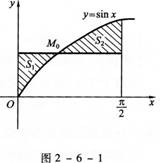 y
y=sin x
M₀
S₂
S₁
O
π/2
x
图 2-6-1